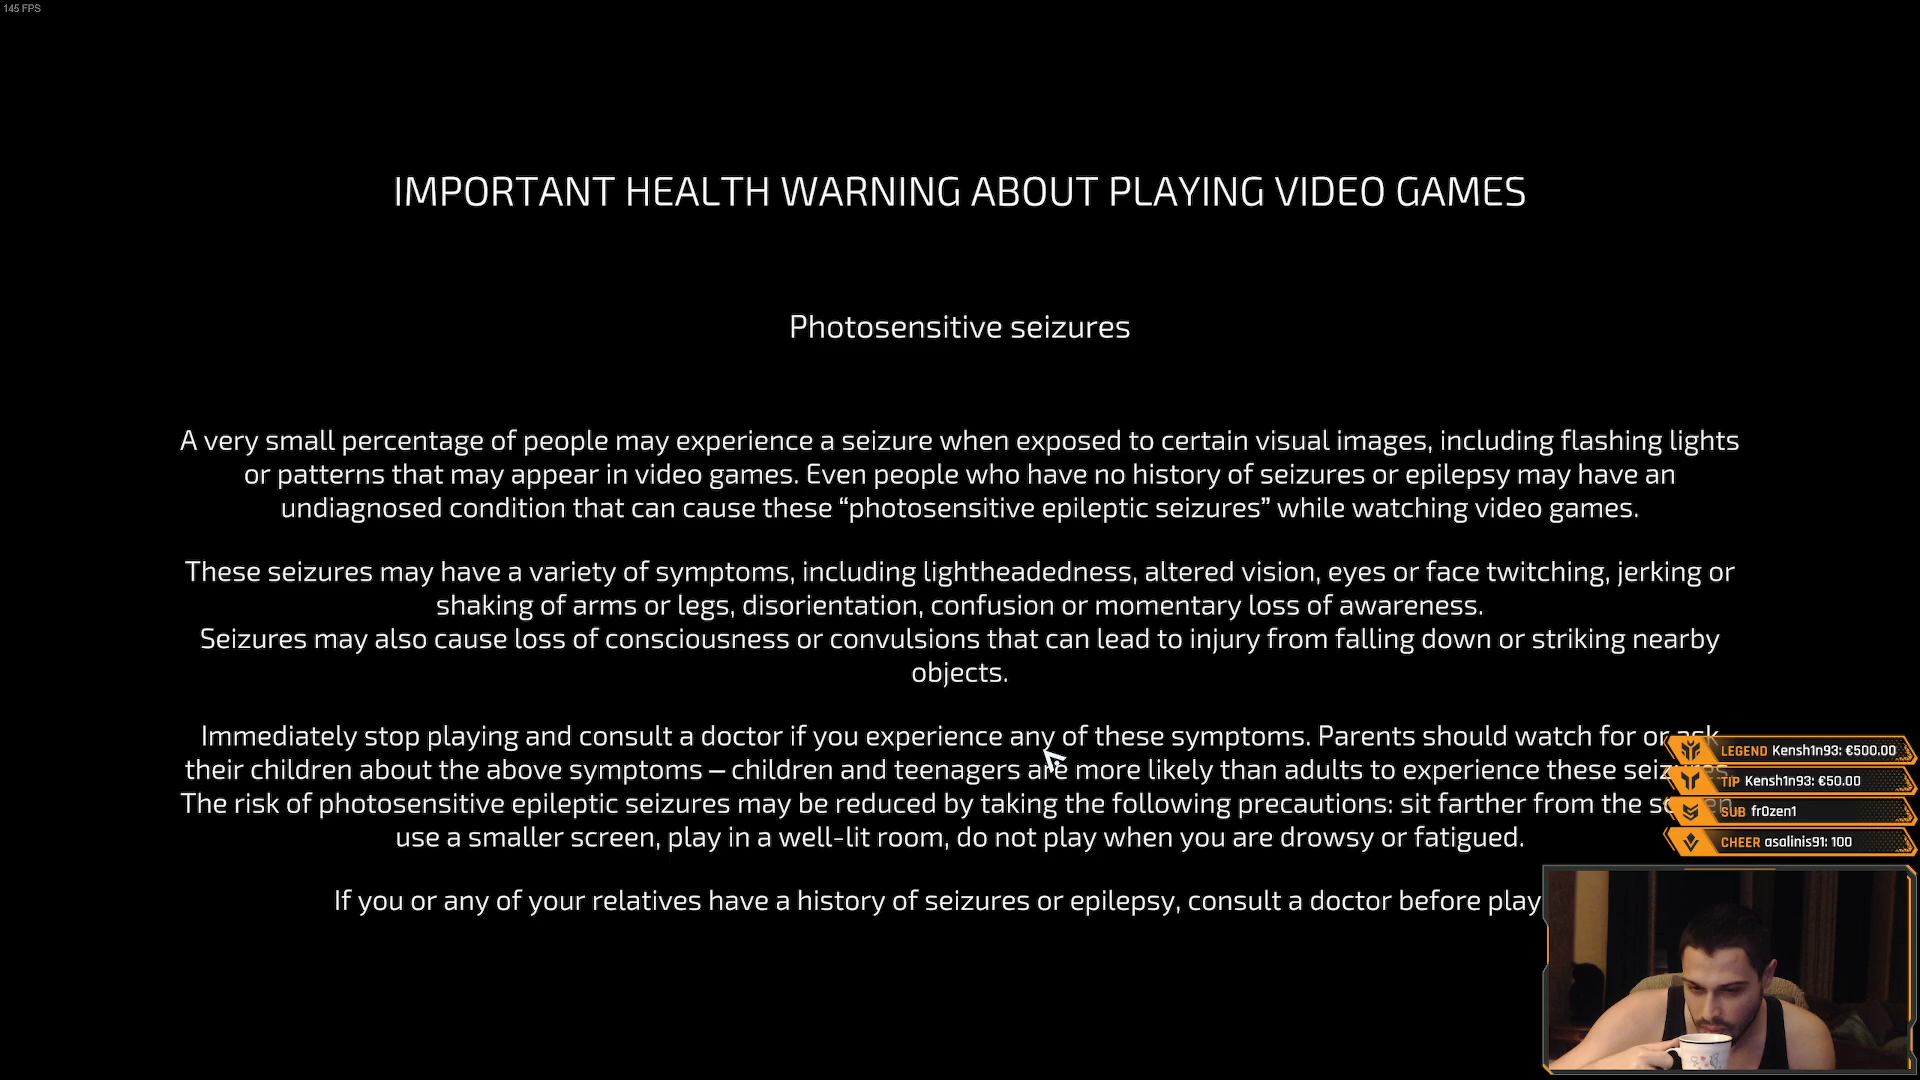 145 FPS
IMPORTANT HEALTH WARNING ABOUT PLAYING VIDEO GAMES
Photosensitive seizures
A very small percentage of people may experience a seizure when exposed to certain visual images, including flashing lights
or patterns that may appear in video games. Even people who have no history of seizures or epilepsy may have an
undiagnosed condition that can cause these “photosensitive epileptic seizures” while watching video games.
These seizures may have a variety of symptoms, including lightheadedness, altered vision, eyes or face twitching, jerking or
shaking of arms or legs, disorientation, confusion or momentary loss of awareness.
Seizures may also cause loss of consciousness or convulsions that can lead to injury from falling down or striking nearby
objects.
Immediately stop playing and consult a doctor if you experience any of these symptoms. Parents should watch for or ask
their children about the above symptoms – children and teenagers are more likely than adults to experience these
The risk of photosensitive epileptic seizures may be reduced by taking the following precautions: sit farther from the
use a smaller screen, play in a well-lit room, do not play when you are drowsy or fatigued.
If you or any of your relatives have a history of seizures or epilepsy, consult a doctor before
LEGEND Kensh1n93: €500.00
TIP Kensh1n93: €50.00
SUB fr0zen1
CHEER asalinis91: 100